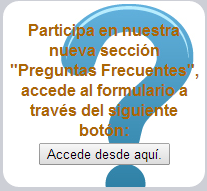 Participa en nuestra
nueva sección
"Preguntas Frecuentes",
accede al formulario a
través del siguiente
botón:
Accede desde aquí.